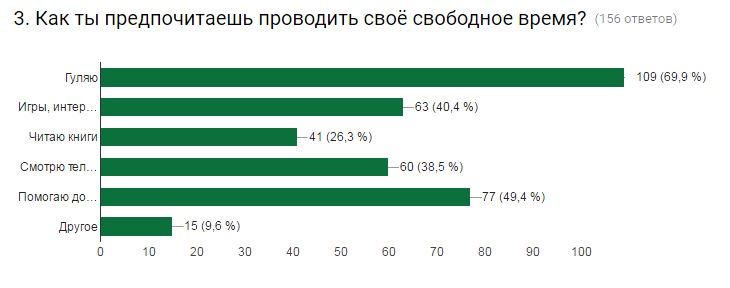 3. Как ты предпочитаешь проводить своё свободное время? (156 ответов)
Гуляю 109 (69,9 %)
Игры, интер... 63 (40,4 %)
Читаю книги 41 (26,3 %)
Смотрю тел... 60 (38,5 %)
Помогаю до... 77 (49,4 %)
Другое 15 (9,6 %)
0 10 20 30 40 50 60 70 80 90 100